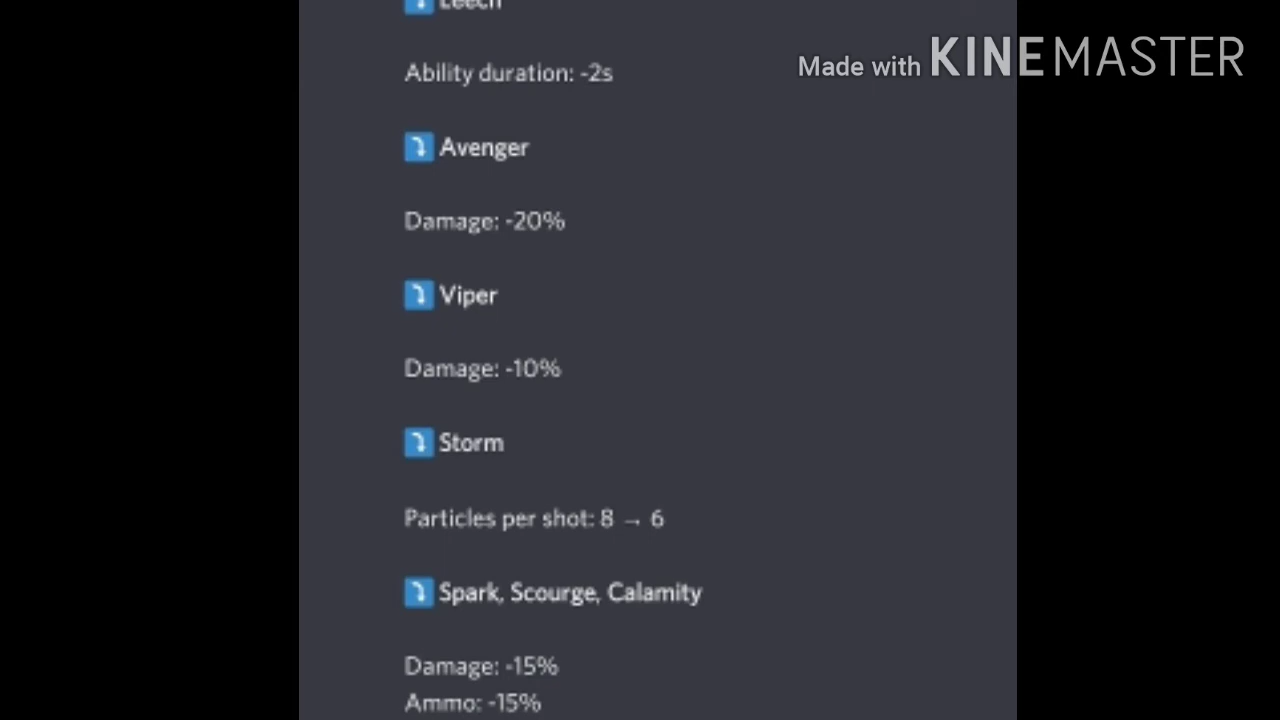 Leech
Made with KINEMASTER
Ability duration: -2s
⤵ Avenger
Damage: -20%
⤵ Viper
Damage: -10%
⤵ Storm
Particles per shot: 8 → 6
⤵ Spark, Scourge, Calamity
Damage: -15%
Ammo: -15%